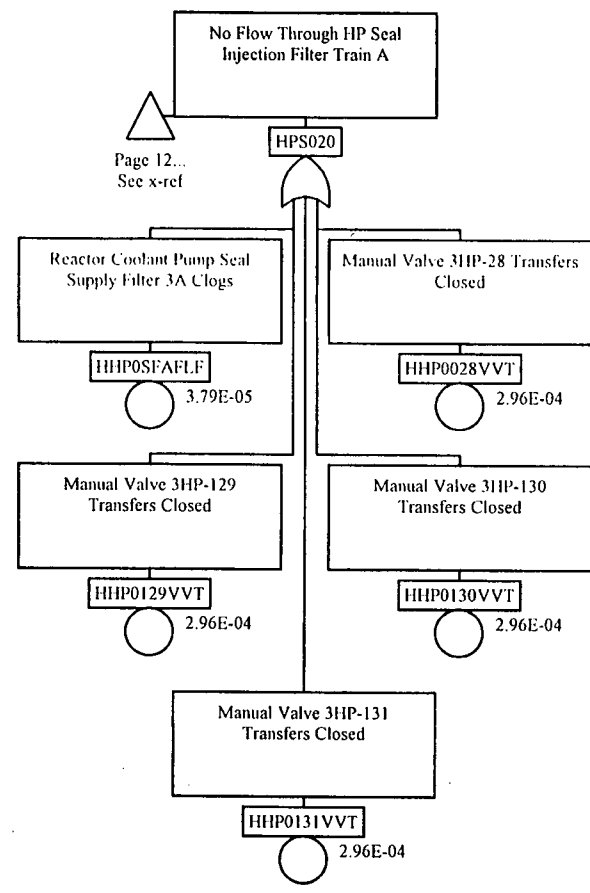 No Flow Through HP Seal
Injection Filter Train A
HPS020
Page 12...
See x-ref
Reactor Coolant Pump Seal
Supply Filter 3A Clogs
HHP0SFAFLF
3.79E-05
Manual Valve 3HP-28 Transfers
Closed
HHP0028VVT
2.96E-04
Manual Valve 3HP-129
Transfers Closed
HHP0129VVT
2.96E-04
Manual Valve 3HP-130
Transfers Closed
HHP0130VVT
2.96E-04
Manual Valve 3HP-131
Transfers Closed
HHP0131VVT
2.96E-04